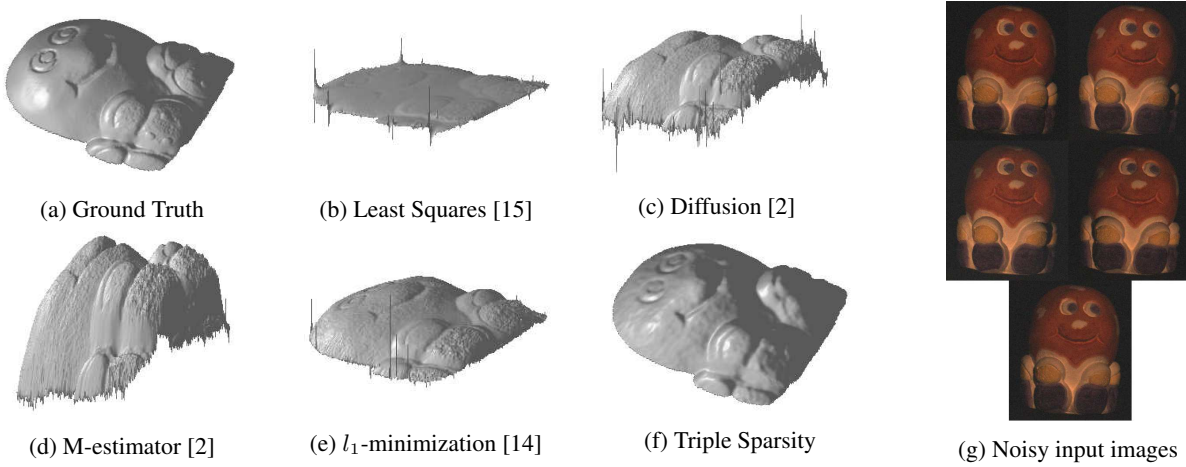 (a) Ground Truth
(b) Least Squares [15]
(c) Diffusion [2]
(d) M-estimator [2]
(e) l₁-minimization [14]
(f) Triple Sparsity
(g) Noisy input images